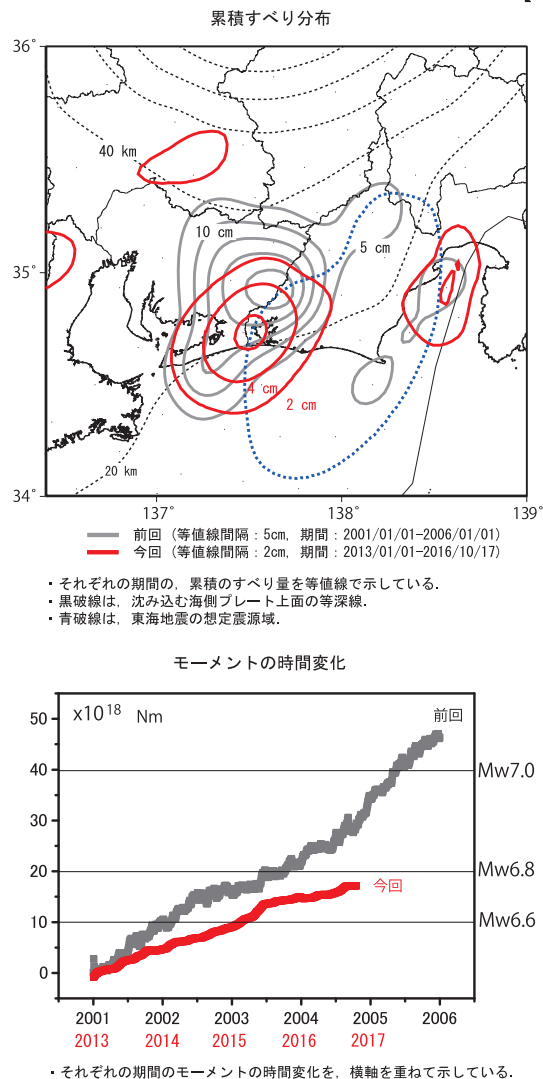 累積すべり分布
36°
40 km
10 cm
5 cm
35°
4 cm
2 cm
20 km
34°
137°
138°
139°
前回（等値線間隔：5cm, 期間：2001/01/01-2006/01/01)
今回（等値線間隔：2cm, 期間：2013/01/01-2016/10/17)
・それぞれの期間の，累積のすべり量を等値線で示している．
・黒破線は，沈み込む海側プレート上面の等深線．
・青破線は，東海地震の想定震源域．
モーメントの時間変化
x10¹⁸ Nm
前回
50
40
Mw7.0
30
20
Mw6.8
今回
10
Mw6.6
0
2001 2002 2003 2004 2005 2006
2013 2014 2015 2016 2017
・それぞれの期間のモーメントの時間変化を，横軸を重ねて示している．